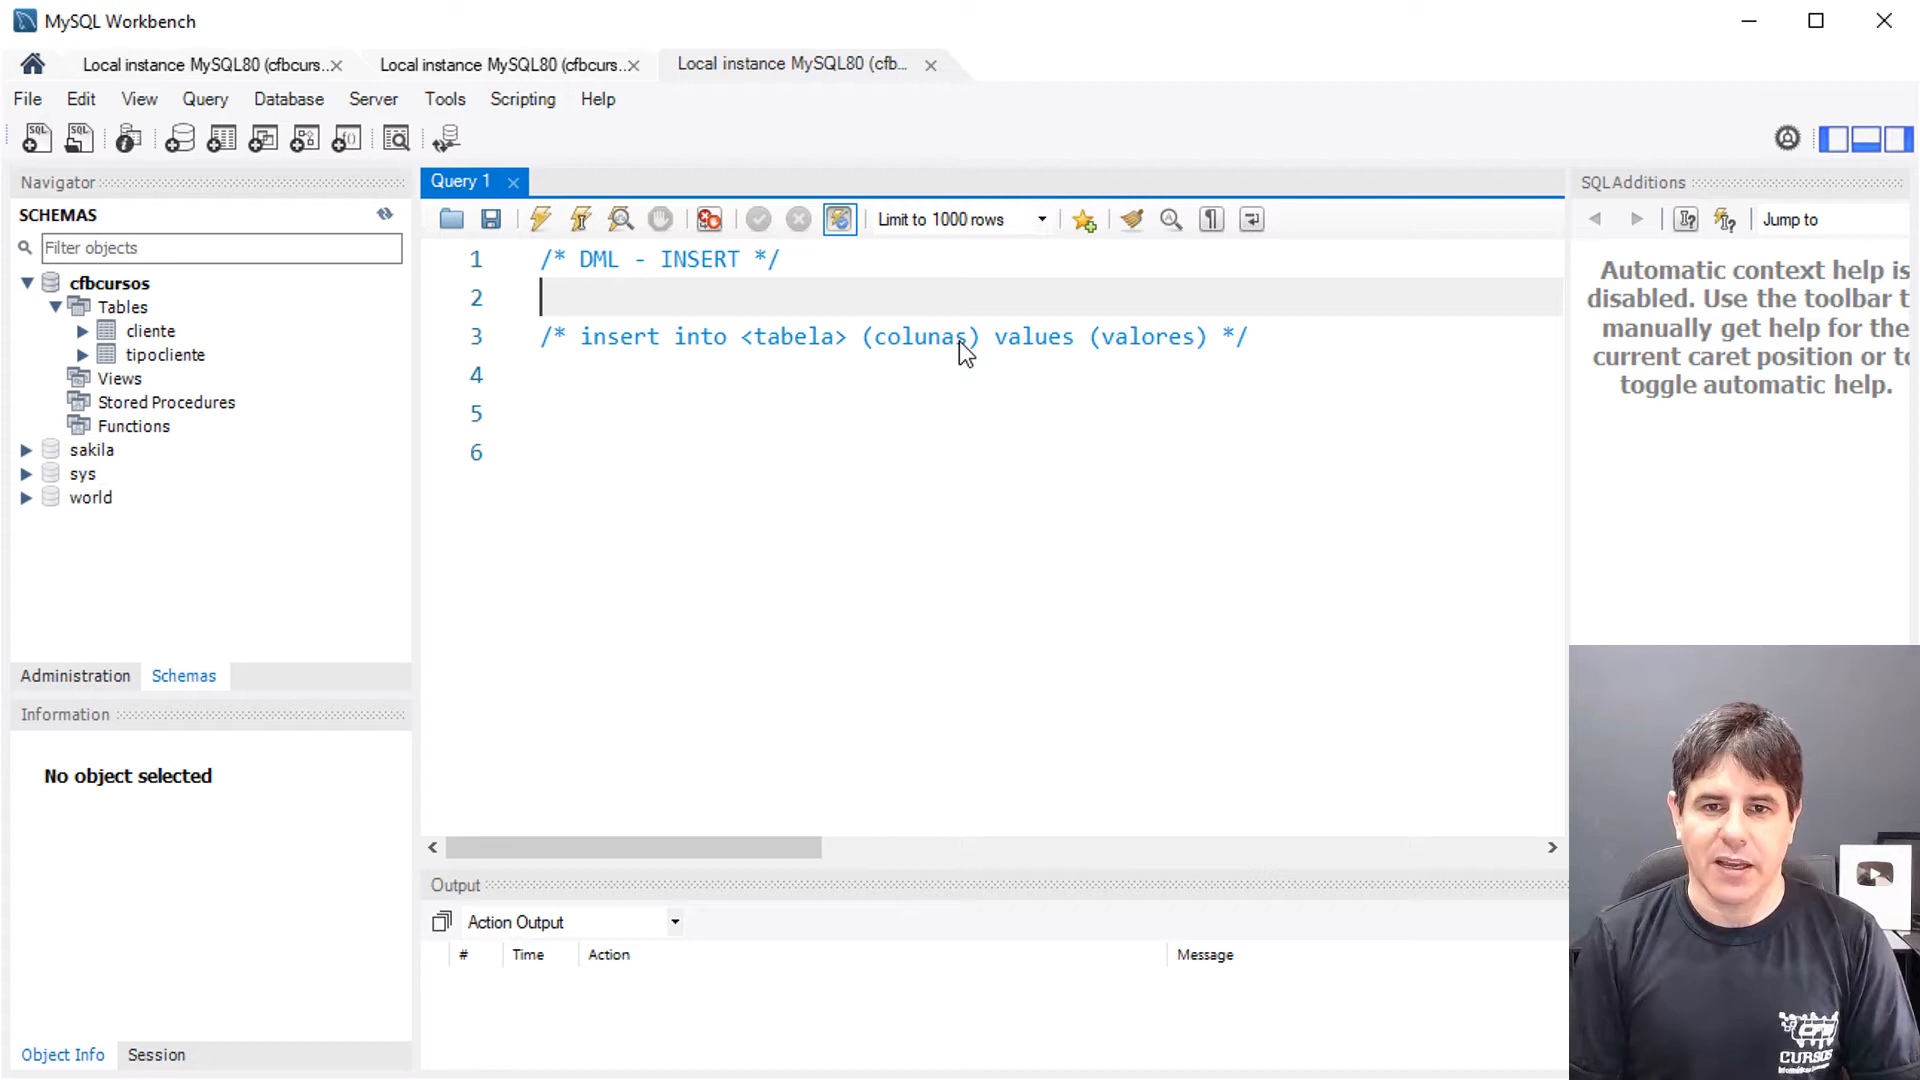 MySQL Workbench
Local instance MySQL80 (cfbcurs... Local instance MySQL80 (cfbcurs... Local instance MySQL80 (cfb...
File Edit View Query Database Server Tools Scripting Help
Navigator
SCHEMAS
Filter objects
cfbcursos
Tables
cliente
tipocliente
Views
Stored Procedures
Functions
sakila
sys
world
Administration Schemas
Information
No object selected
Object Info Session
Query 1
Limit to 1000 rows
1 /* DML - INSERT */
2
3 /* insert into <tabela> (colunas) values (valores) */
4
5
6
Output
Action Output
# Time Action Message
SQLAdditions
Jump to
Automatic context help is
disabled. Use the toolbar t
manually get help for the
current caret position or to
toggle automatic help.
CFB
CURSOS